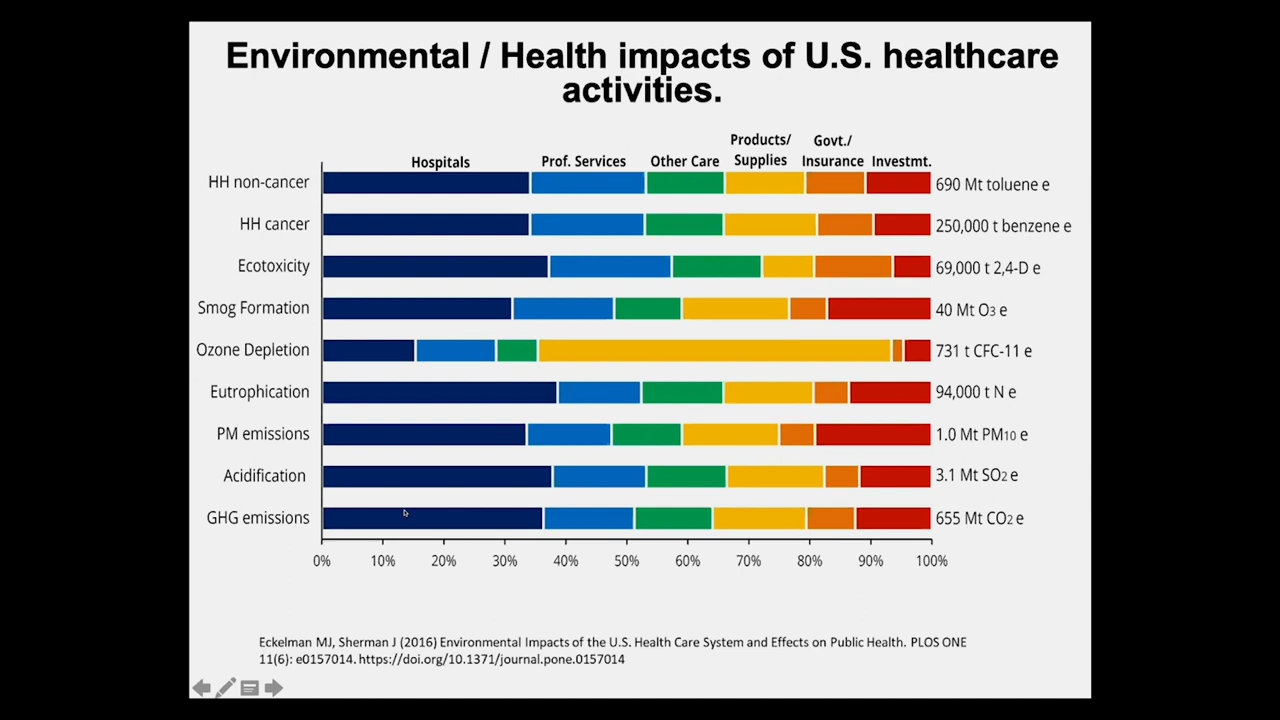 Environmental / Health impacts of U.S. healthcare
activities.
Products/ Govt./
Hospitals Prof. Services Other Care Supplies Insurance Investmt.
HH non-cancer 690 Mt toluene e
HH cancer 250,000 t benzene e
Ecotoxicity 69,000 t 2,4-D e
Smog Formation 40 Mt O3 e
Ozone Depletion 731 t CFC-11 e
Eutrophication 94,000 t N e
PM emissions 1.0 Mt PM10 e
Acidification 3.1 Mt SO2 e
GHG emissions 655 Mt CO2 e
0% 10% 20% 30% 40% 50% 60% 70% 80% 90% 100%
Eckelman MJ, Sherman J (2016) Environmental Impacts of the U.S. Health Care System and Effects on Public Health. PLOS ONE
11(6): e0157014. https://doi.org/10.1371/journal.pone.0157014